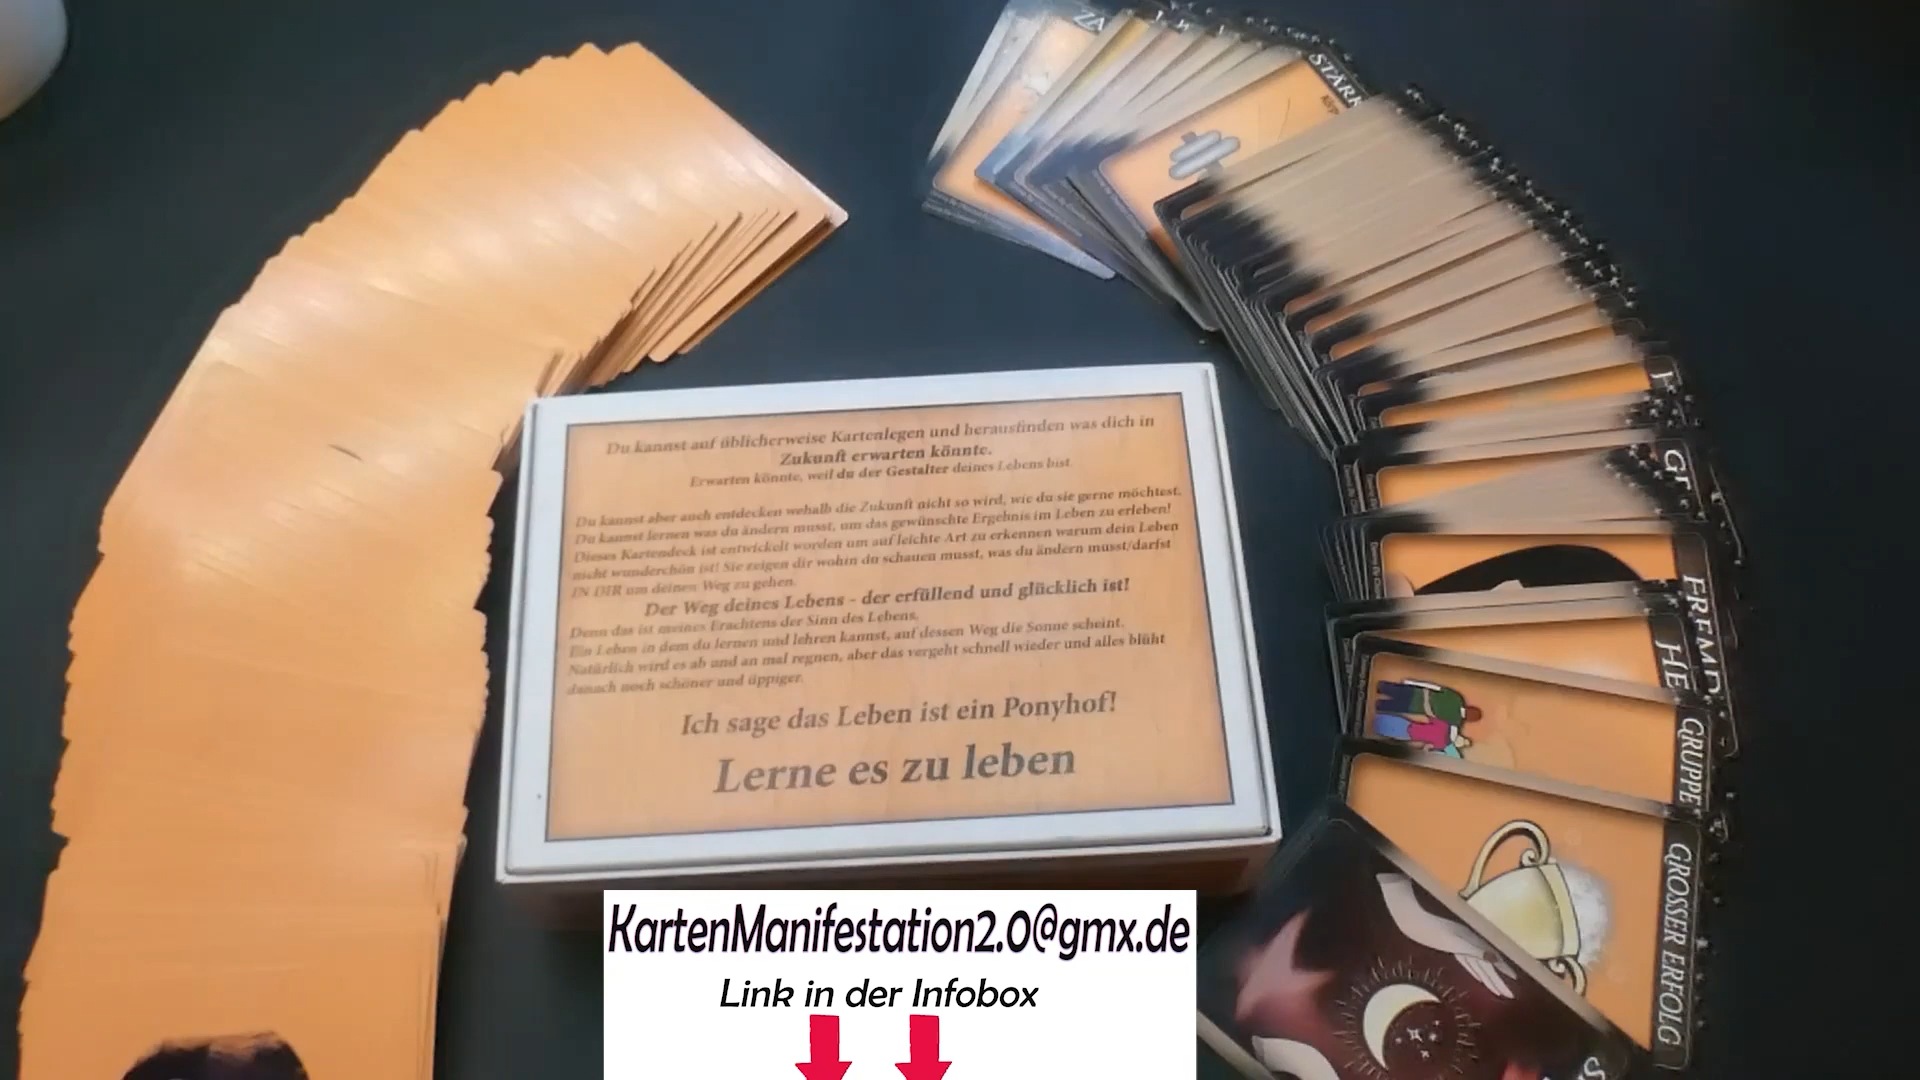 STÄRK
Du kannst auf üblicherweise Kartenlegen und herausfinden was dich in
Zukunft erwarten könnte.
Erwarten könnte, weil du der Gestalter deines Lebens bist.
Du kannst aber auch entdecken wehalb die Zukunft nicht so wird, wie du sie gerne möchtest.
Du kannst lernen was du ändern musst, um das gewünschte Ergebnis im Leben zu erleben!
Dieses Kartendeck ist entwickelt worden um auf leichte Art zu erkennen warum dein Leben
nicht wunderschön ist! Sie zeigen dir wohin du schauen musst, was du ändern musst/darfst
IN DIR um deinen Weg zu gehen.
Der Weg deines Lebens - der erfüllend und glücklich ist!
Denn das ist meines Erachtens der Sinn des Lebens.
Ein Leben in dem du lernen und lehren kannst, auf dessen Weg die Sonne scheint.
Natürlich wird es ab und an mal regnen, aber das vergeht schnell wieder und alles blüht
danach noch schöner und üppiger.
Ich sage das Leben ist ein Ponyhof!
Lerne es zu leben
GR
FREMD
HE
GRUPPE
GROSSER ERFOLG
KartenManifestation2.0@gmx.de
Link in der Infobox